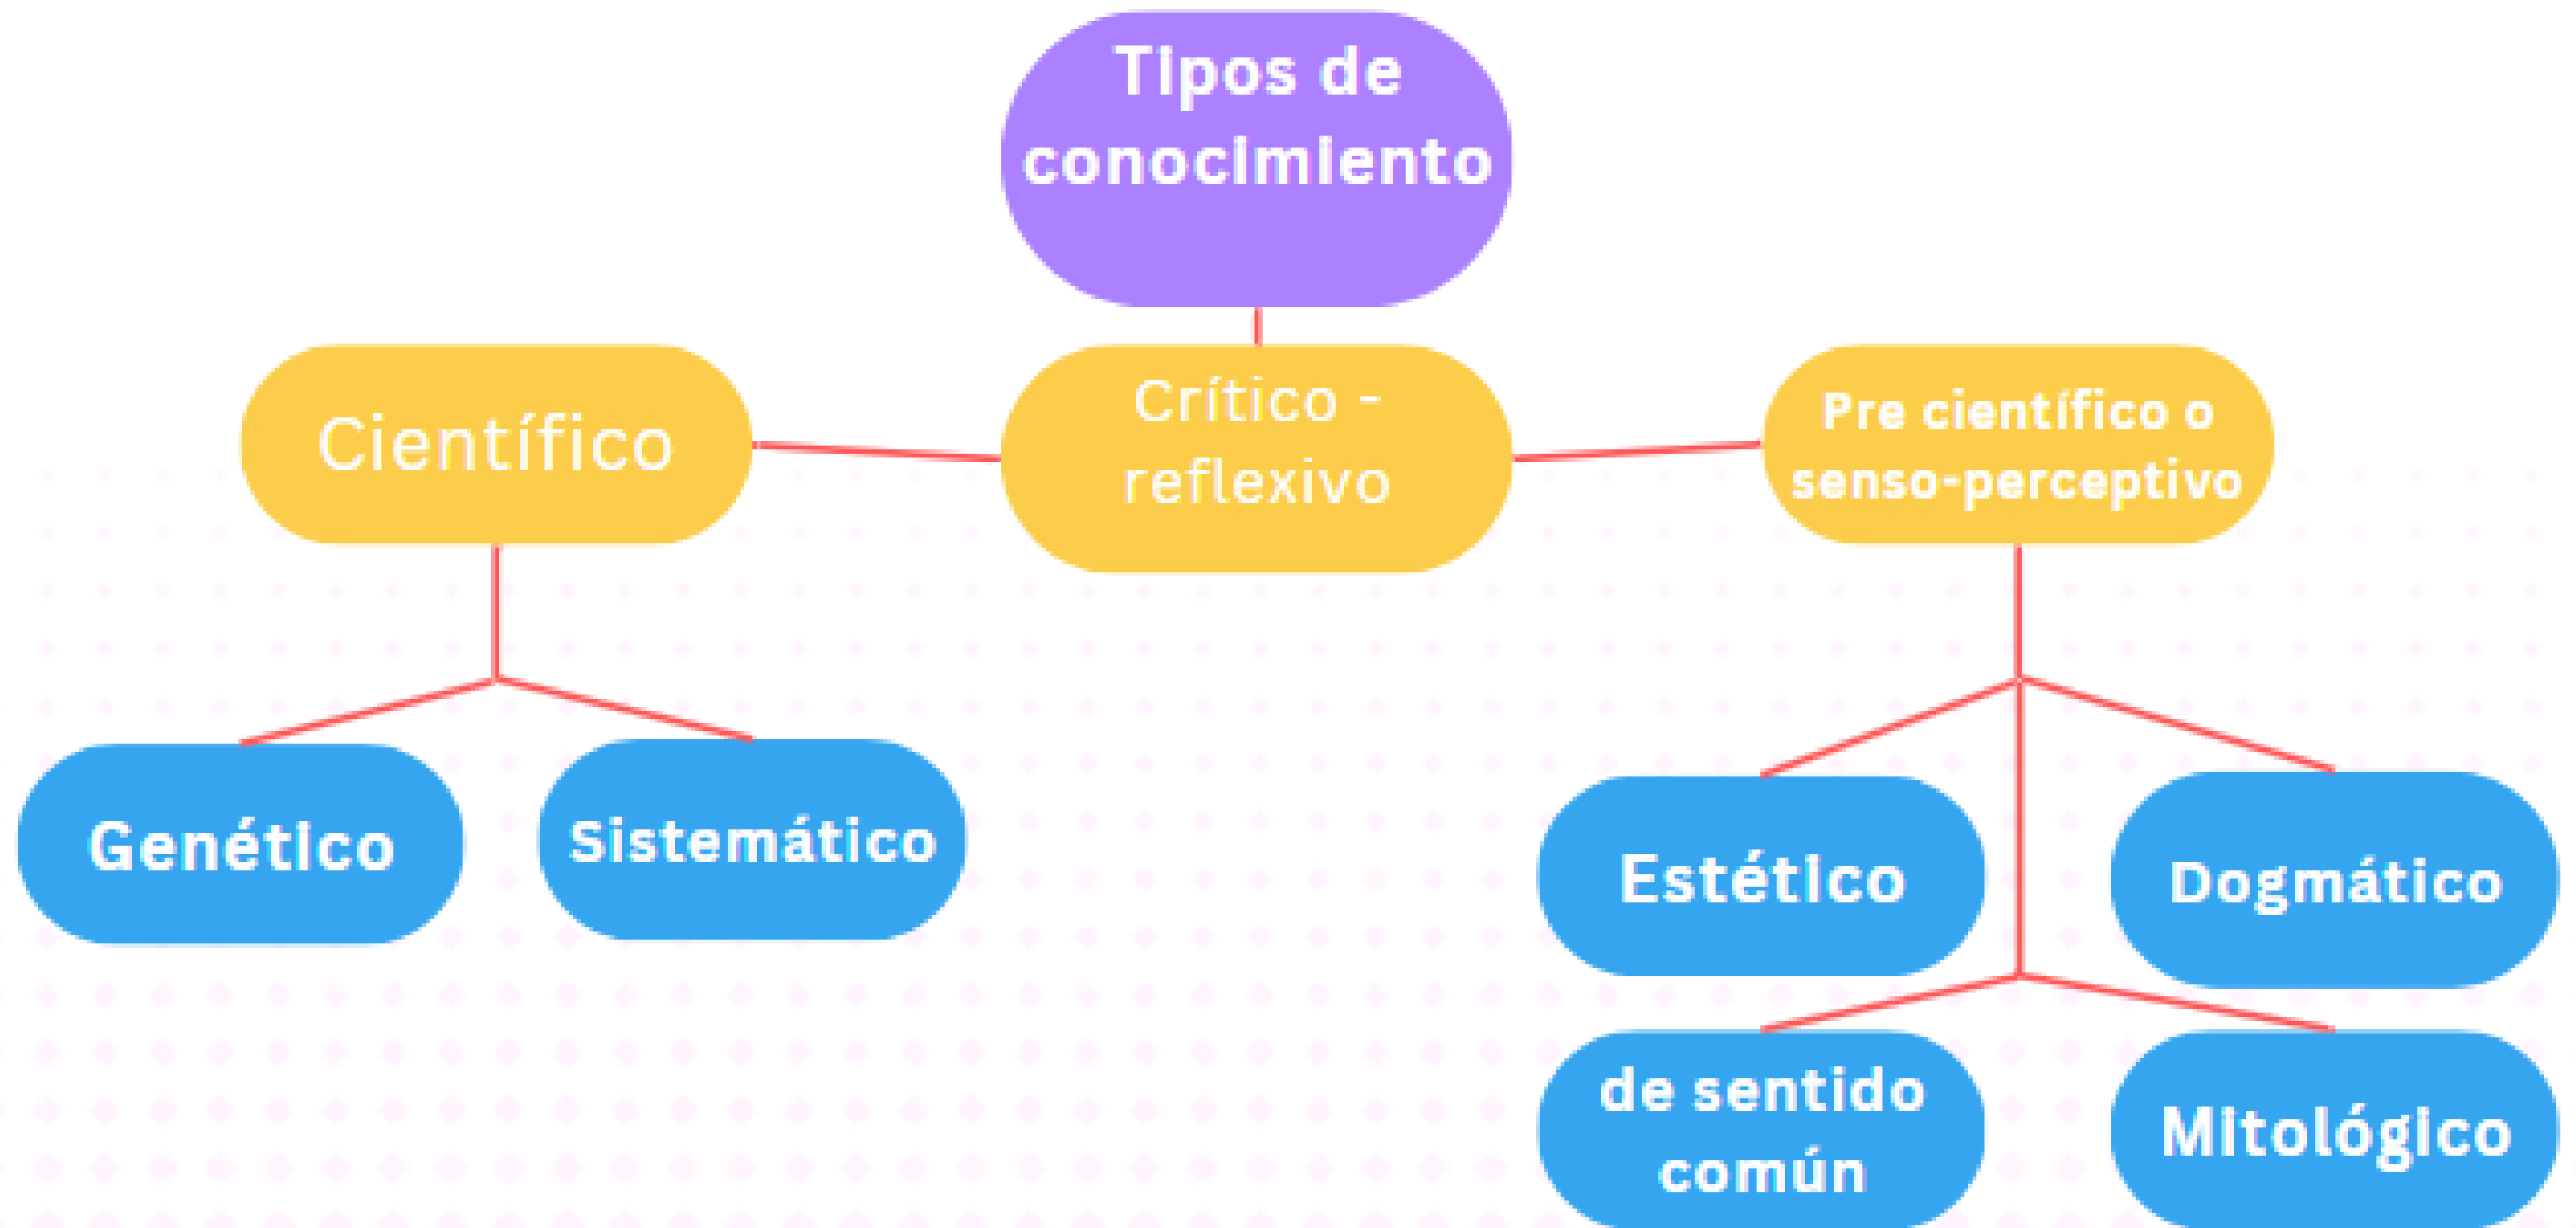 Tipos de
conocimiento
Científico
Crítico -
reflexivo
Pre científico o
senso-perceptivo
Genético
Sistemático
Estético
Dogmático
de sentido
común
Mitológico